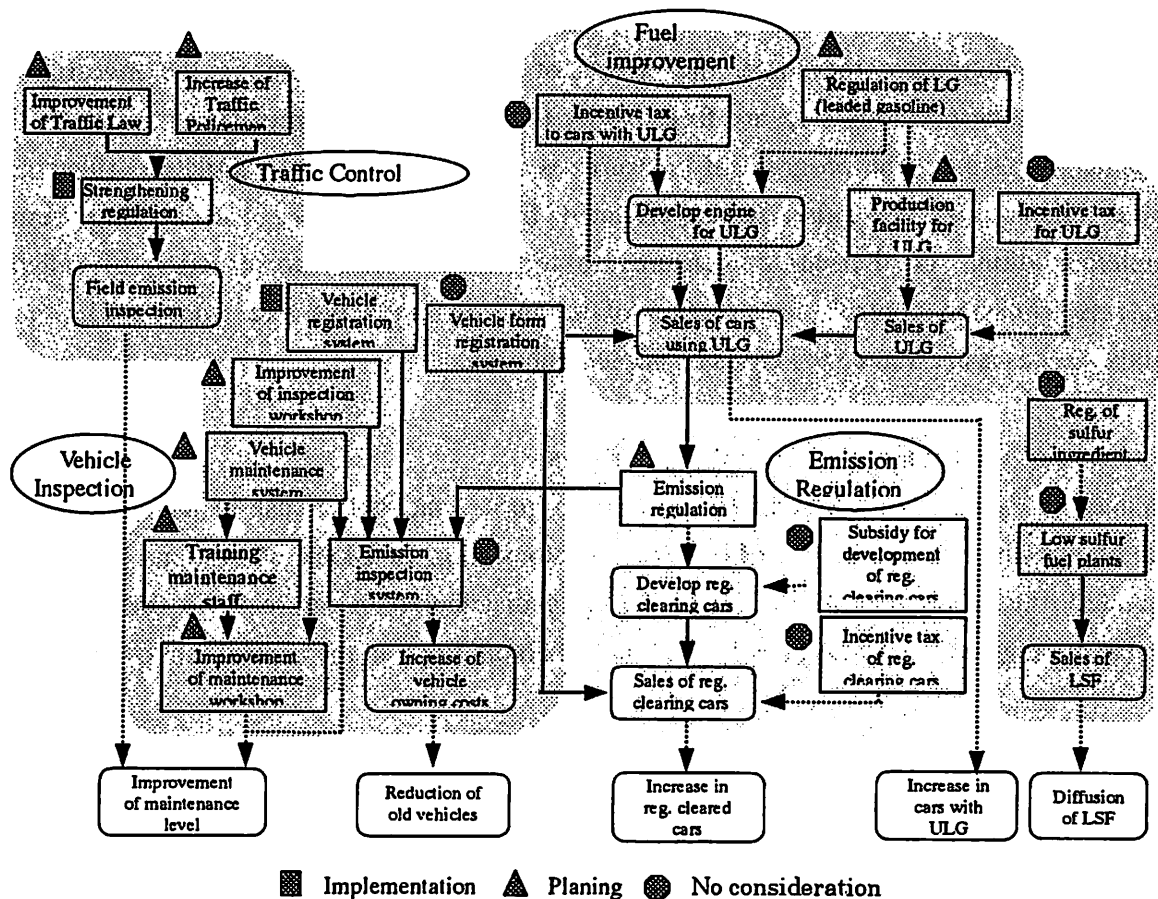 Fuel
improvement
Improvement
of Traffic Law
Increase of
Traffic
Policemen
Traffic Control
Strengthening
regulation
Field emission
inspection
Incentive tax
to cars with ULG
Regulation of LG
(leaded gasoline)
Develop engine
for ULG
Production
facility for
ULG
Incentive tax
for ULG
Vehicle
registration
system
Vehicle form
registration
system
Sales of cars
using ULG
Sales of
ULG
Improvement
of inspection
workshop
Vehicle
Inspection
Vehicle
maintenance
system
Emission
regulation
Emission
Regulation
Reg. of
sulfur
ingredient
Training
maintenance
staff
Emission
inspection
system
Develop reg.
clearing cars
Subsidy for
development
of reg.
clearing cars
Low sulfur
fuel plants
Improvement
of maintenance
workshop
Increase of
vehicle
owning costs
Sales of reg.
clearing cars
Incentive tax
of reg.
clearing cars
Sales of
LSF
Improvement
of maintenance
level
Reduction of
old vehicles
Increase in
reg. cleared
cars
Increase in
cars with
ULG
Diffusion
of LSF
Implementation Planing No consideration